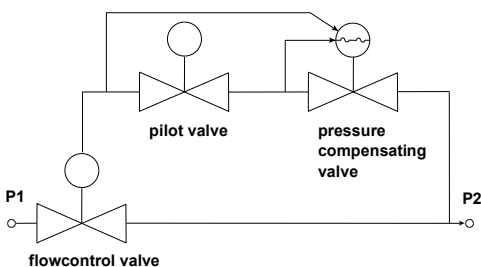 pilot valve
pressure
compensating
valve
P1
P2
flowcontrol valve